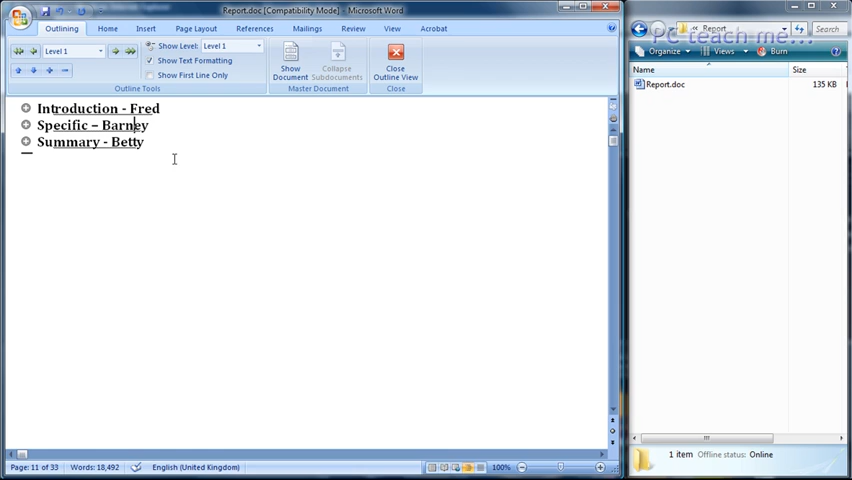 Report.doc [Compatibility Mode] - Microsoft Word
Outlining
Home
Insert
Page Layout
References
Mailings
Review
View
Acrobat
Level 1
Show Level:
Level 1
Show Text Formatting
Show First Line Only
Outline Tools
Show
Document
Collapse
Subdocuments
Master Document
Close
Outline View
Close
Introduction - Fred
Specific – Barney
Summary - Betty
Page: 11 of 33
Words: 18,492
English (United Kingdom)
100%
Report
Search
PC teach me...
Organize
Views
Burn
Name
Size
Report.doc
135 KB
1 item
Offline status: Online